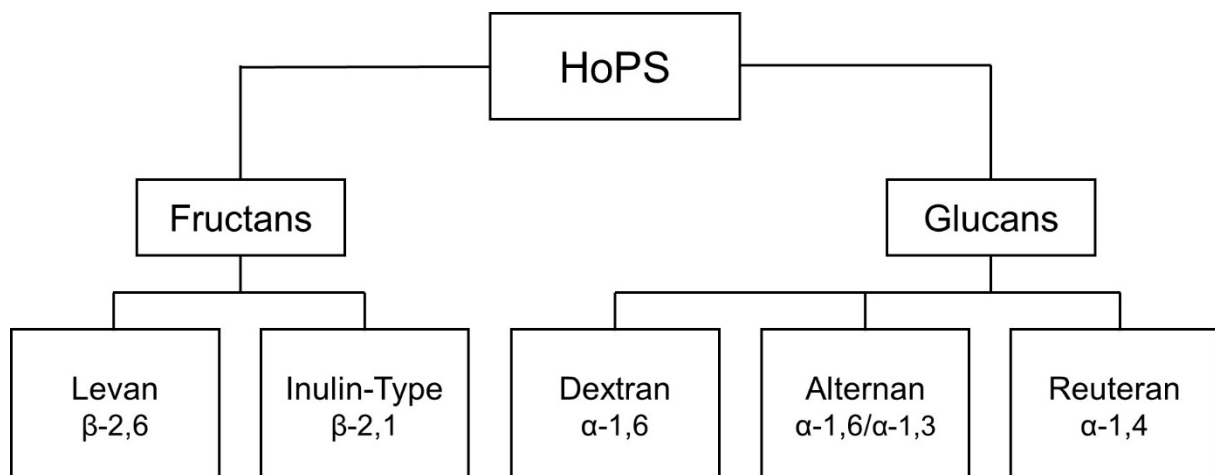 HoPS
Fructans
Glucans
Levan
β-2,6
Inulin-Type
β-2,1
Dextran
α-1,6
Alternan
α-1,6/α-1,3
Reuteran
α-1,4